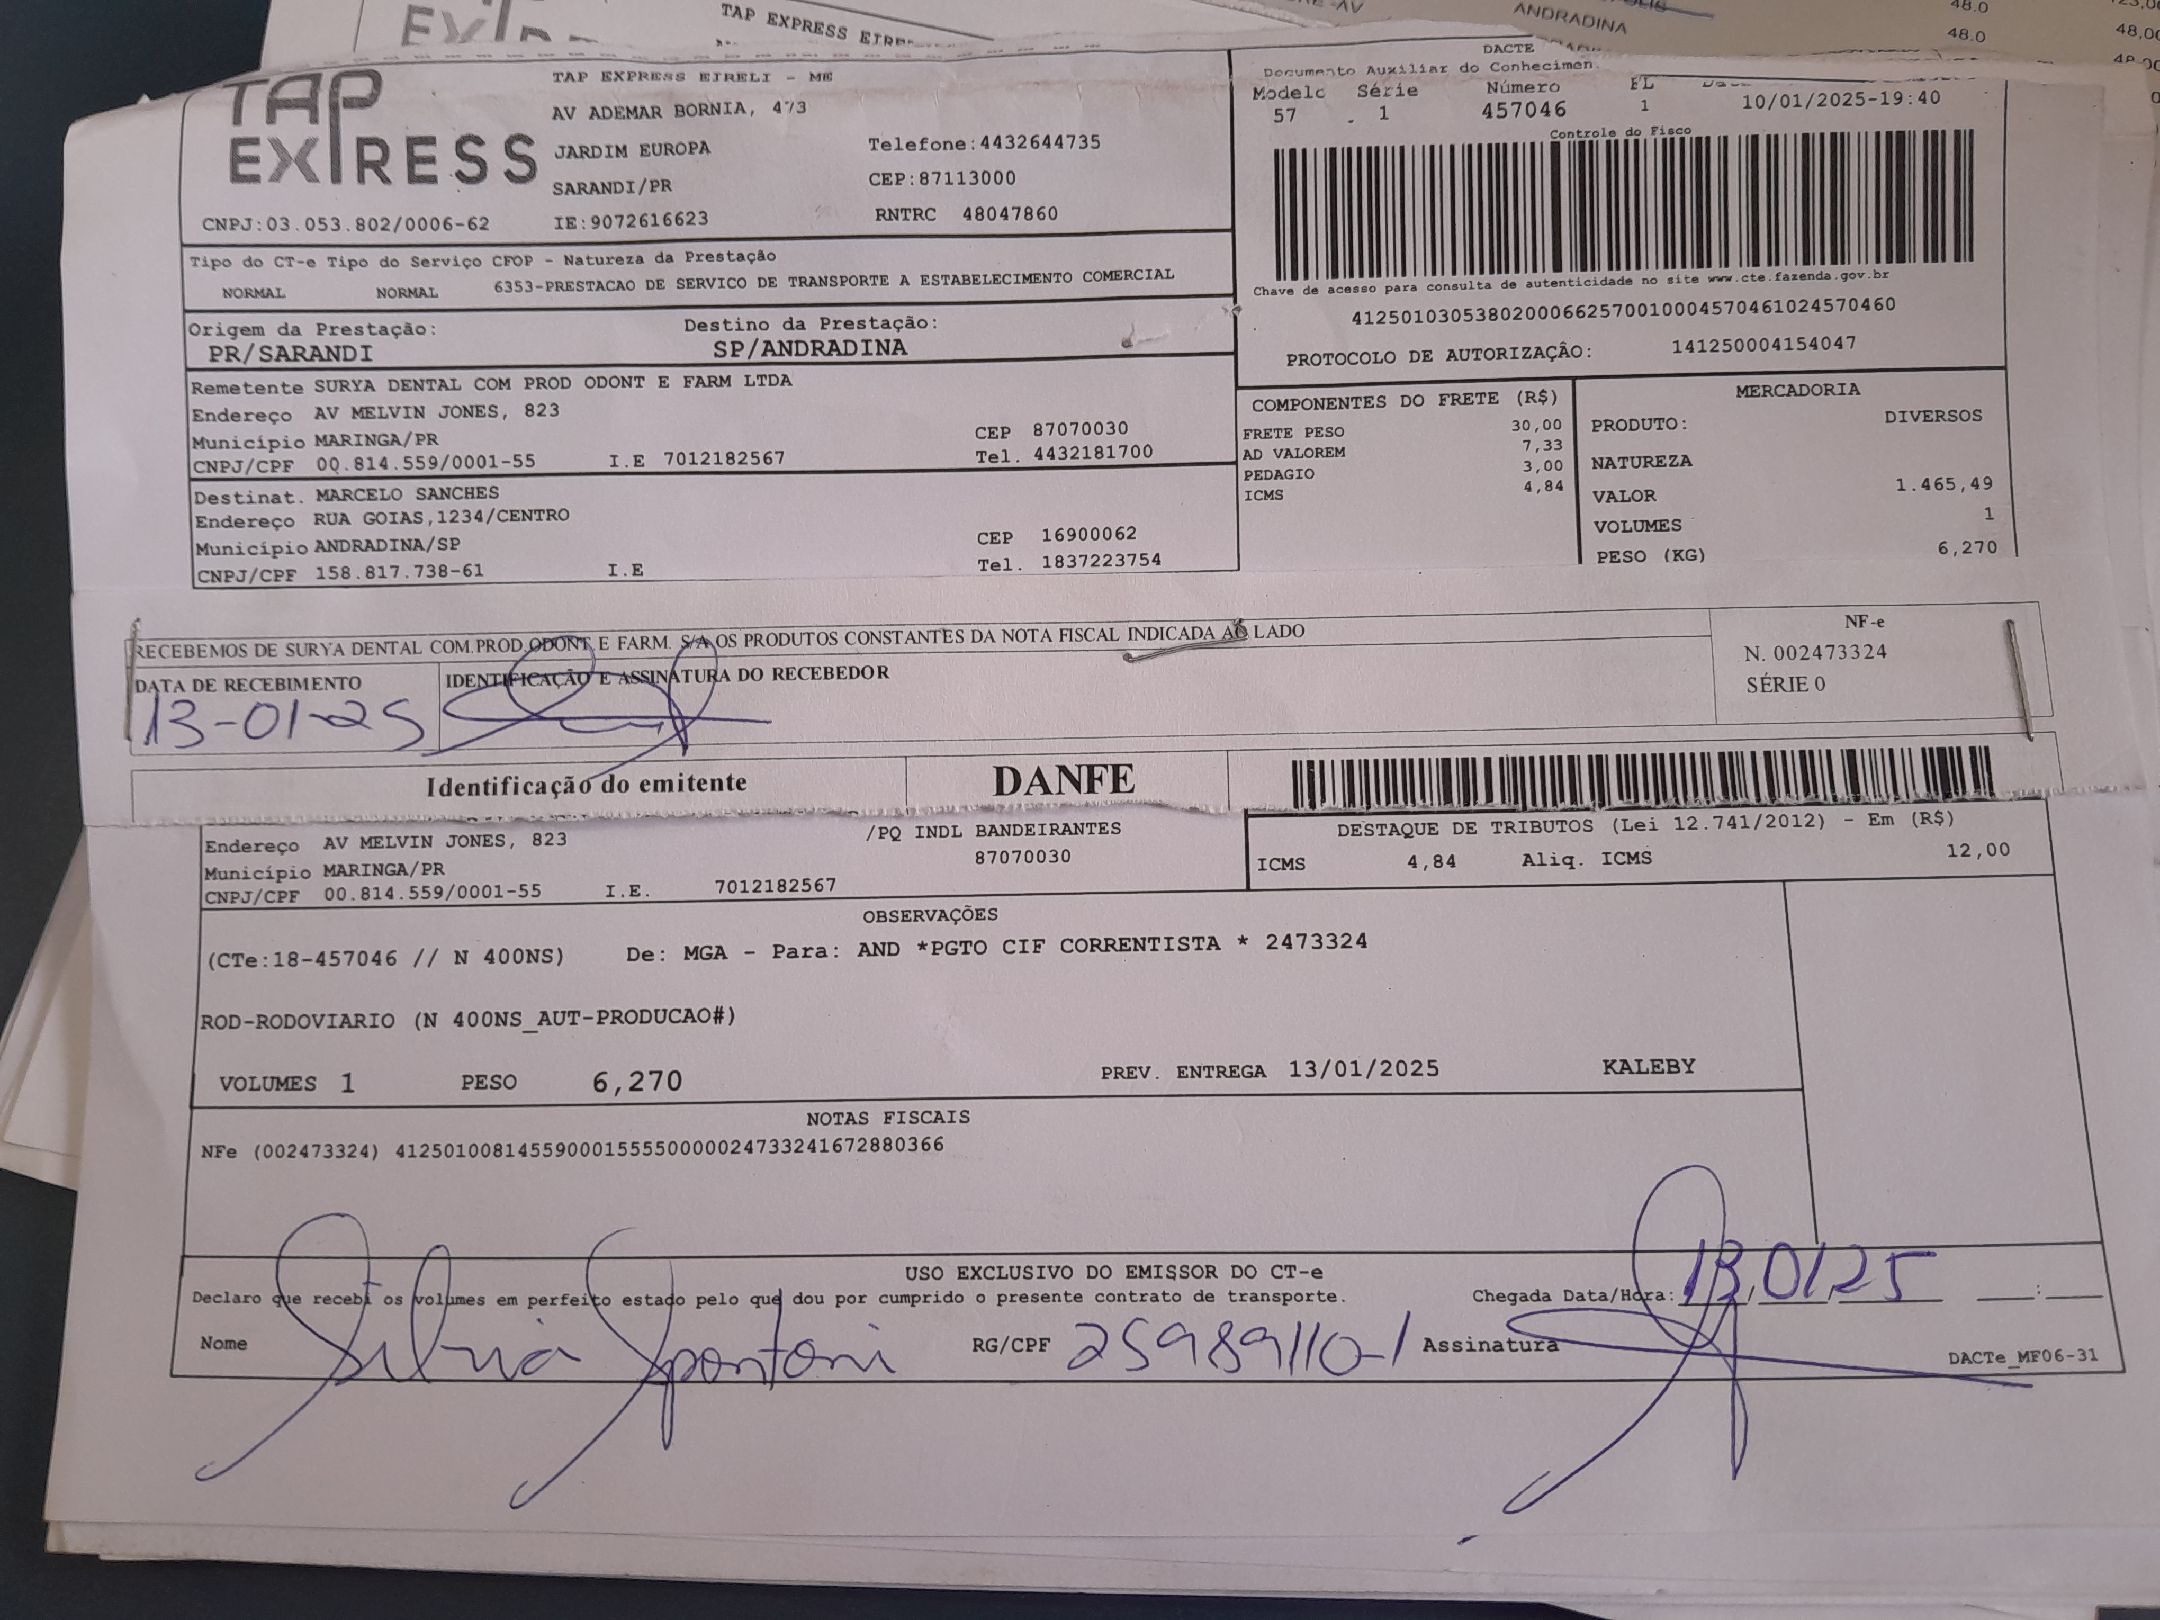 TAP EXPRESS EIRE
ANDRADINA
48.0
48.0
48,00
TAP
EXPRESS
TAP EXPRESS EIRELI - ME
AV ADEMAR BORNIA, 473
JARDIM EUROPA
Telefone:4432644735
SARANDI/PR
CEP:87113000
CNPJ:03.053.802/0006-62
IE:9072616623
RNTRC 48047860
DACTE
Documento Auxiliar do Conhecimen.
Modelo Série Número FL
57 1 457046 1 10/01/2025-19:40
Controle do Fisco
Chave de acesso para consulta de autenticidade no site www.cte.fazenda.gov.br
41250103053802000662570010004570461024570460
PROTOCOLO DE AUTORIZAÇÃO: 141250004154047
Tipo do CT-e Tipo do Serviço CFOP - Natureza da Prestação
NORMAL NORMAL 6353-PRESTACAO DE SERVICO DE TRANSPORTE A ESTABELECIMENTO COMERCIAL
Origem da Prestação: Destino da Prestação:
PR/SARANDI SP/ANDRADINA
Remetente SURYA DENTAL COM PROD ODONT E FARM LTDA
Endereço AV MELVIN JONES, 823
Município MARINGA/PR CEP 87070030
CNPJ/CPF 00.814.559/0001-55 I.E 7012182567 Tel. 4432181700
Destinat. MARCELO SANCHES
Endereço RUA GOIAS,1234/CENTRO
Município ANDRADINA/SP CEP 16900062
CNPJ/CPF 158.817.738-61 I.E Tel. 1837223754
COMPONENTES DO FRETE (R$)
FRETE PESO 30,00
AD VALOREM 7,33
PEDAGIO 3,00
ICMS 4,84
MERCADORIA
PRODUTO: DIVERSOS
NATUREZA
VALOR 1.465,49
VOLUMES 1
PESO (KG) 6,270
RECEBEMOS DE SURYA DENTAL COM.PROD.ODONT E FARM. S/A OS PRODUTOS CONSTANTES DA NOTA FISCAL INDICADA AO LADO
DATA DE RECEBIMENTO
IDENTIFICAÇÃO E ASSINATURA DO RECEBEDOR
13-01-25
NF-e
N. 002473324
SÉRIE 0
Identificação do emitente
DANFE
Endereço AV MELVIN JONES, 823 /PQ INDL BANDEIRANTES
Município MARINGA/PR 87070030
CNPJ/CPF 00.814.559/0001-55 I.E. 7012182567
DESTAQUE DE TRIBUTOS (Lei 12.741/2012) - Em (R$)
ICMS 4,84 Aliq. ICMS 12,00
OBSERVAÇÕES
(CTe:18-457046 // N 400NS) De: MGA - Para: AND *PGTO CIF CORRENTISTA * 2473324
ROD-RODOVIARIO (N 400NS_AUT-PRODUCAO#)
VOLUMES 1 PESO 6,270 PREV. ENTREGA 13/01/2025 KALEBY
NOTAS FISCAIS
NFe (002473324) 41250100814559000155550000024733241672880366
USO EXCLUSIVO DO EMISSOR DO CT-e
Declaro que recebi os volumes em perfeito estado pelo que dou por cumprido o presente contrato de transporte.
Chegada Data/Hora: 13,01,25 :
Nome Silvia Spontoni RG/CPF 25989110-1 Assinatura
DACTe_MF06-31